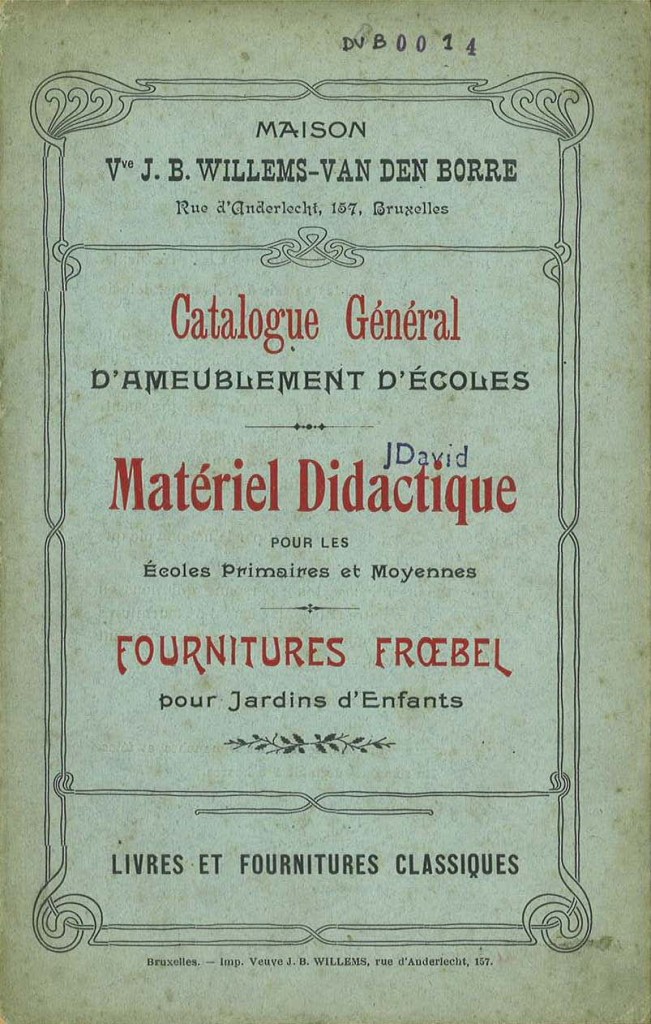 DVB0014
MAISON
Vve J. B. WILLEMS-VAN DEN BORRE
Rue d'Anderlecht, 157, Bruxelles
Catalogue Général
D'AMEUBLEMENT D'ÉCOLES
JDavid
Matériel Didactique
POUR LES
Écoles Primaires et Moyennes
FOURNITURES FRŒBEL
pour Jardins d'Enfants
LIVRES ET FOURNITURES CLASSIQUES
Bruxelles. — Imp. Veuve J. B. WILLEMS, rue d'Anderlecht, 157.